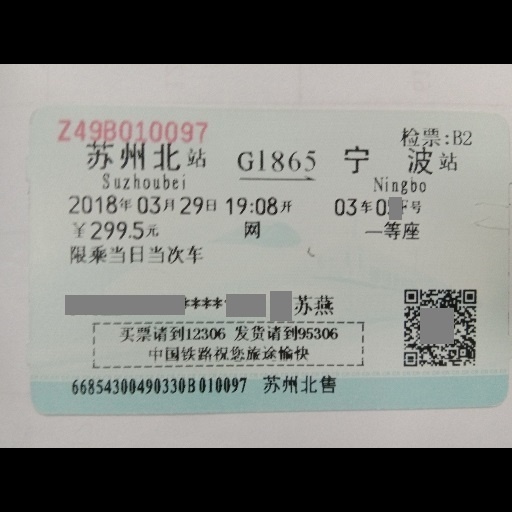 Z49B010097
检票:B2
苏州北站 G1865 宁波站
Suzhoubei Ningbo
2018年03月29日19:08开 03车0 号
￥299.5元 网 一等座
限乘当日当次车
**** 苏燕
买票请到12306 发货请到95306
中国铁路祝您旅途愉快
66854300490330B010097 苏州北售